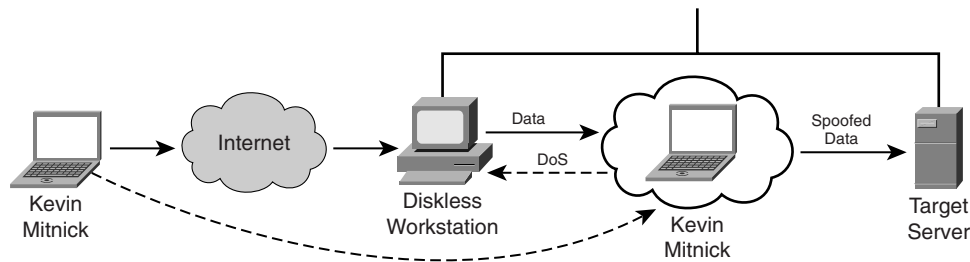 Kevin
Mitnick
Internet
Diskless
Workstation
Data
DoS
Kevin
Mitnick
Spoofed
Data
Target
Server